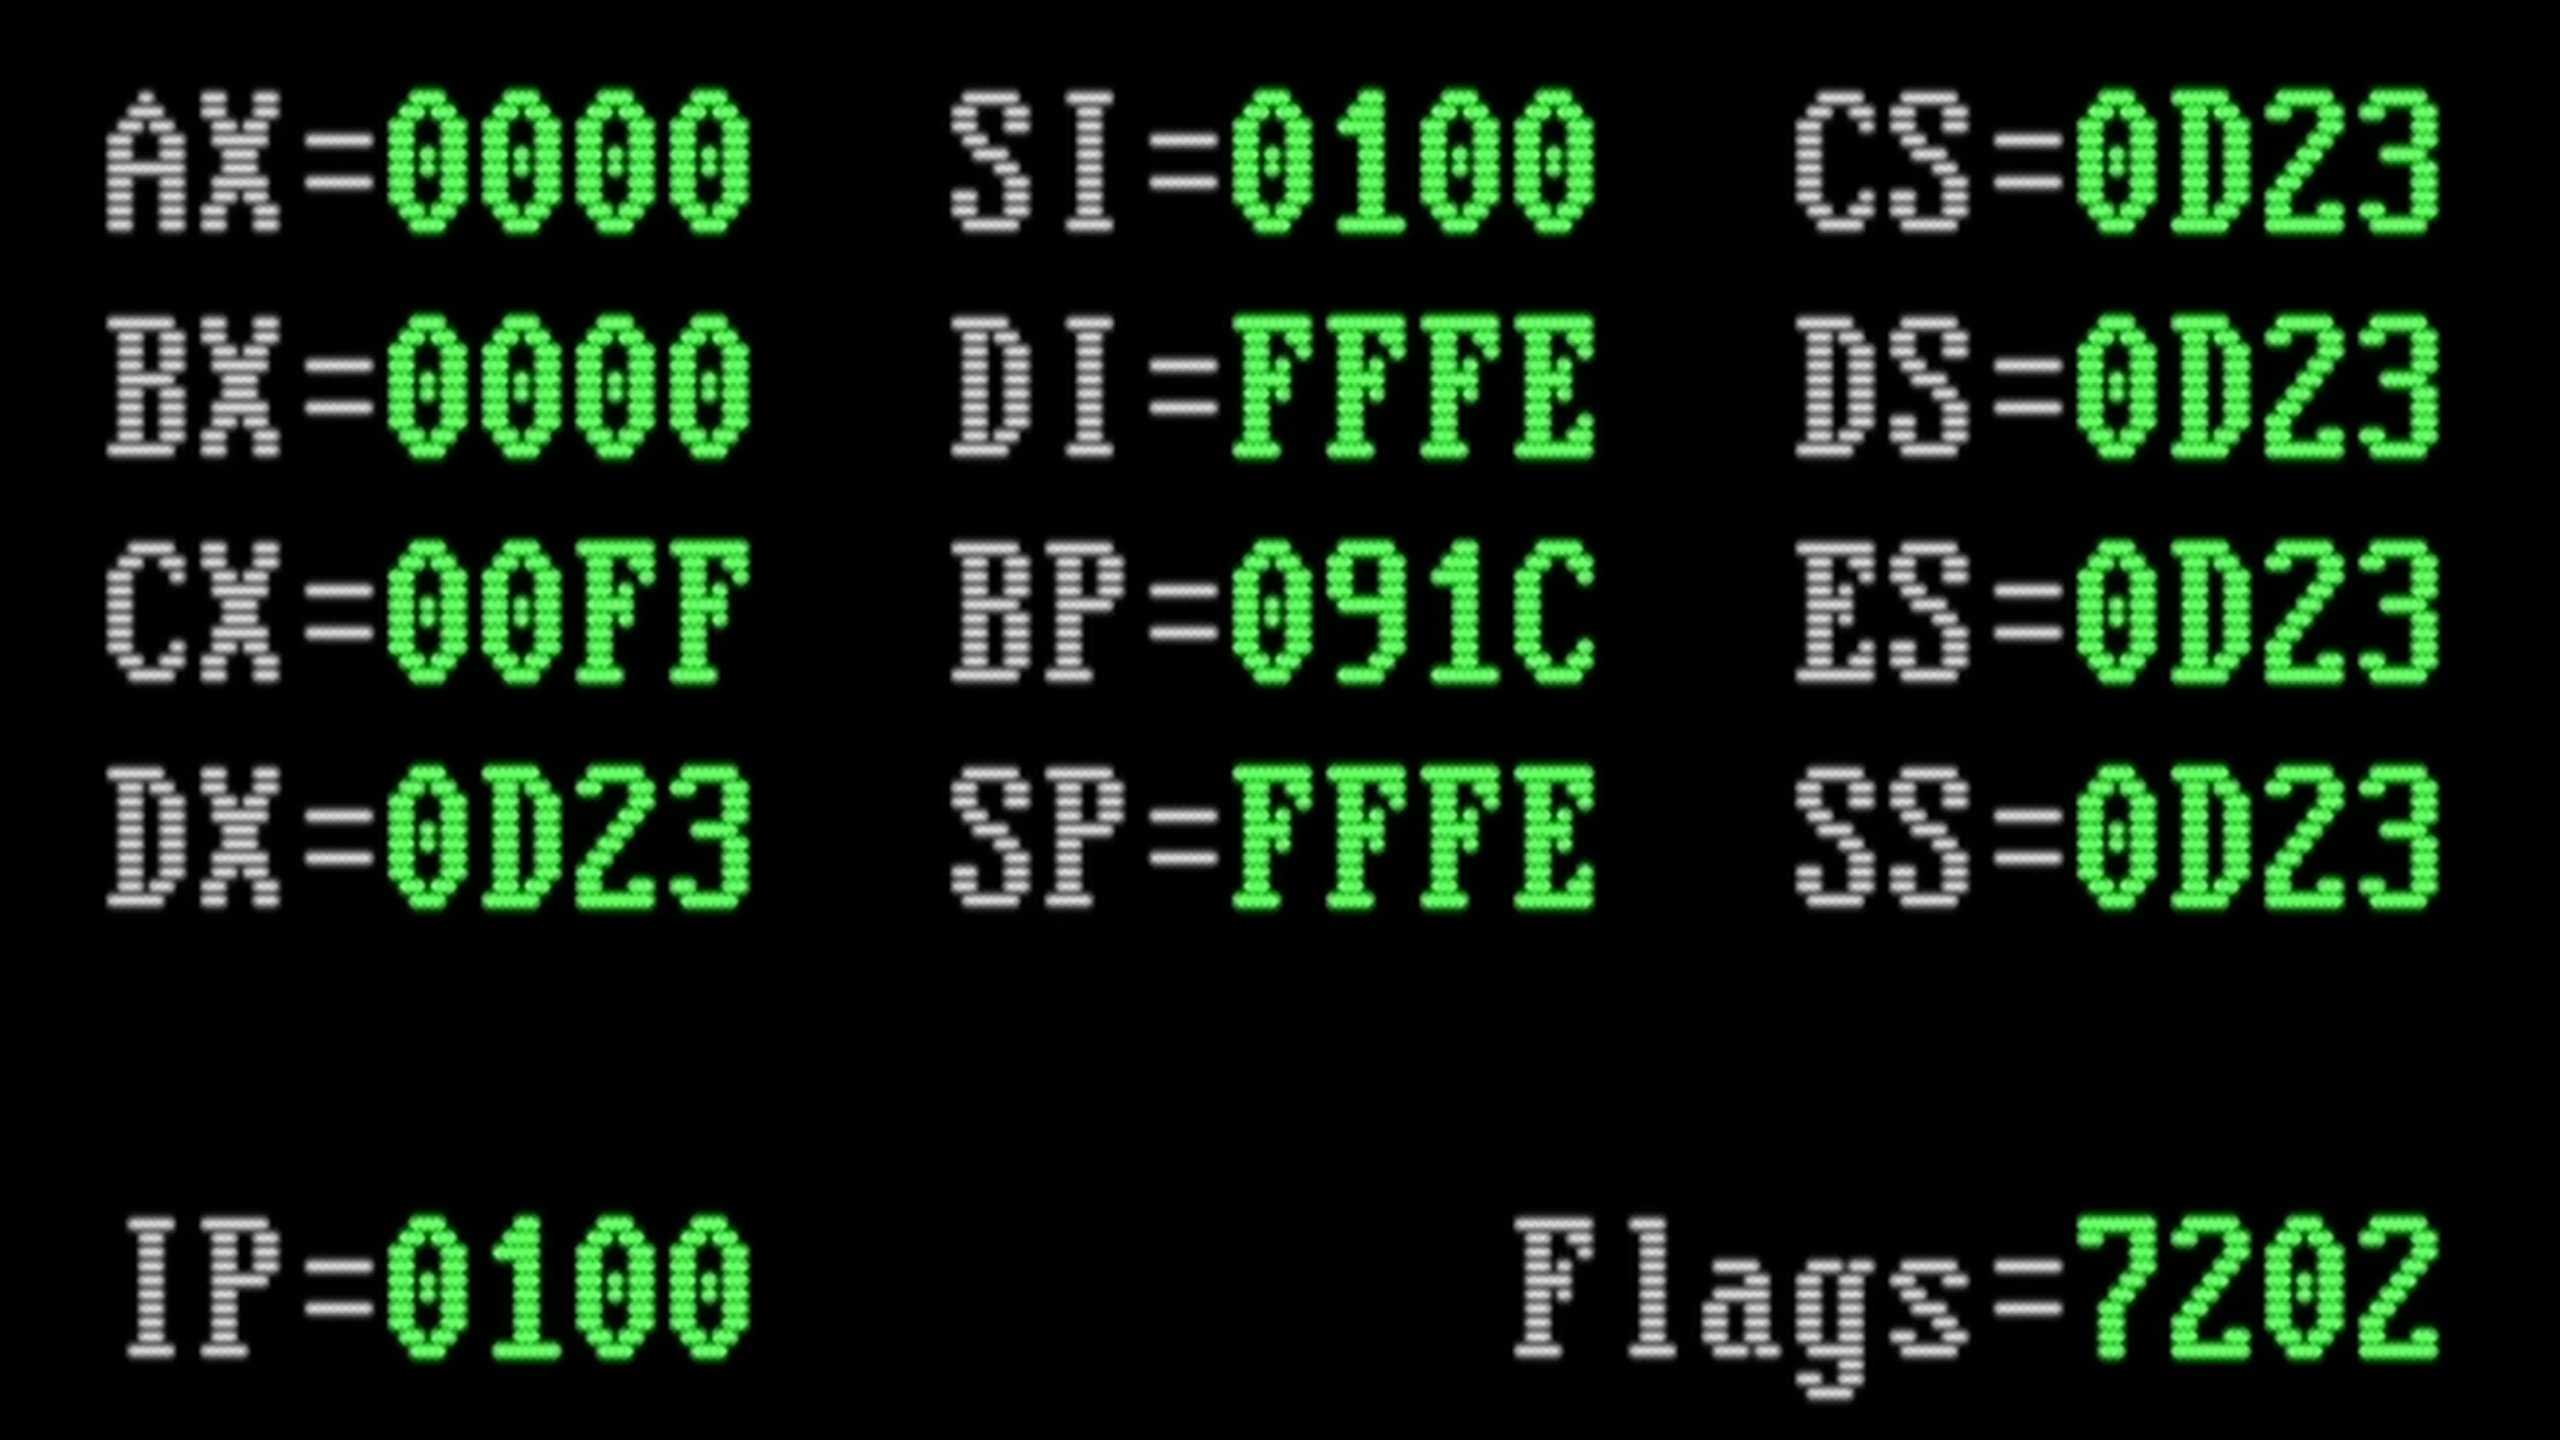 AX=0000 SI=0100 CS=0D23
BX=0000 DI=FFFE DS=0D23
CX=00FF BP=091C ES=0D23
DX=0D23 SP=FFFE SS=0D23
IP=0100 Flags=7202